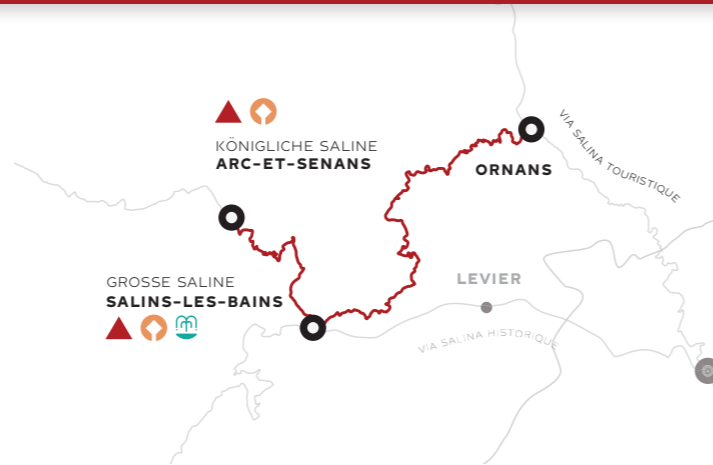 KÖNIGLICHE SALINE
ARC-ET-SENANS
ORNANS
VIA SALINA TOURISTIQUE
GROSSE SALINE
SALINS-LES-BAINS
LEVIER
VIA SALINA HISTORIQUE